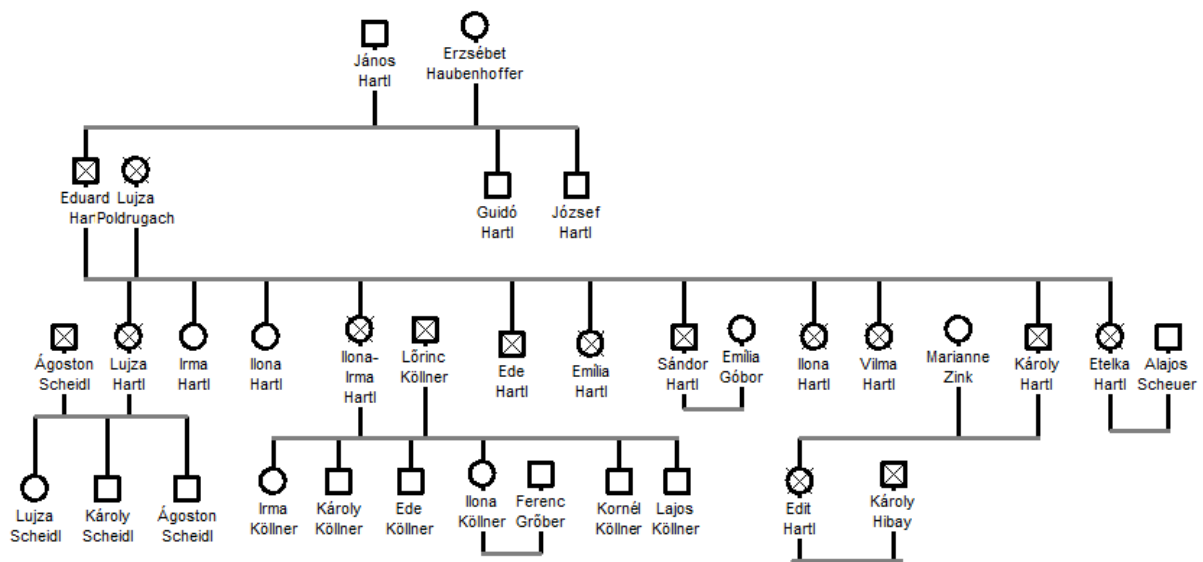 János
Hartl
Erzsébet
Haubenhoffer
Eduard
Har
Lujza
Poldrugach
Guidó
Hartl
József
Hartl
Ágoston
Scheidl
Lujza
Hartl
Irma
Hartl
Ilona
Hartl
Ilona-
Irma
Hartl
Lőrinc
Köllner
Ede
Hartl
Emília
Hartl
Sándor
Hartl
Emília
Góbor
Ilona
Hartl
Vilma
Hartl
Marianne
Zink
Károly
Hartl
Etelka
Hartl
Alajos
Scheuer
Lujza
Scheidl
Károly
Scheidl
Ágoston
Scheidl
Irma
Köllner
Károly
Köllner
Ede
Köllner
Ilona
Köllner
Ferenc
Grőber
Kornél
Köllner
Lajos
Köllner
Edit
Hartl
Károly
Hibay